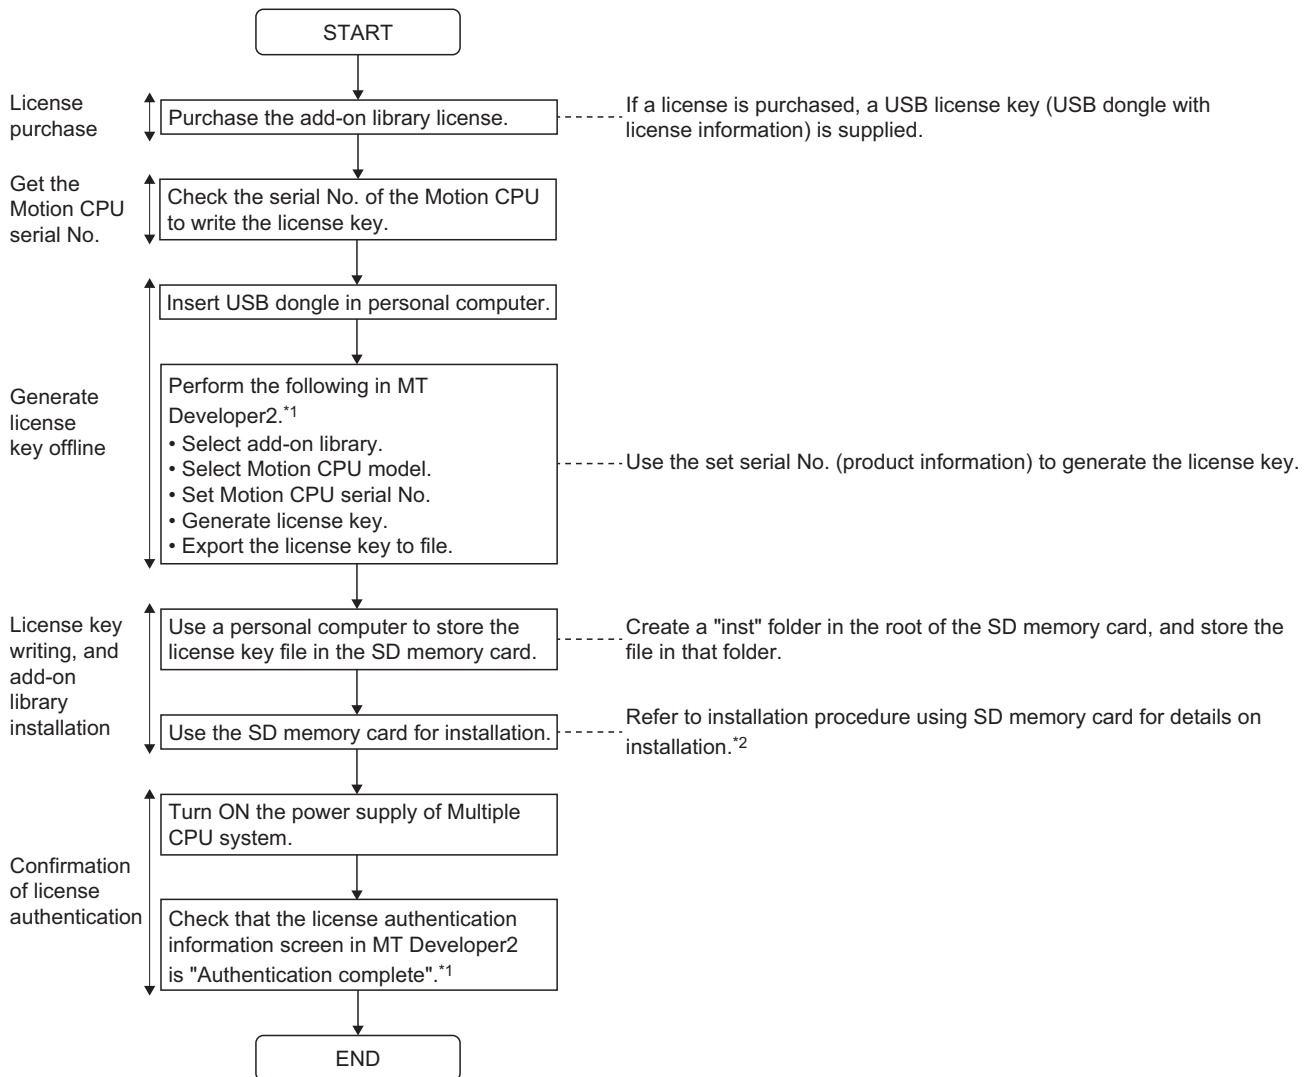 START
License
purchase
Purchase the add-on library license.
If a license is purchased, a USB license key (USB dongle with
license information) is supplied.
Get the
Motion CPU
serial No.
Check the serial No. of the Motion CPU
to write the license key.
Insert USB dongle in personal computer.
Generate
license
key offline
Perform the following in MT
Developer2.*1
• Select add-on library.
• Select Motion CPU model.
• Set Motion CPU serial No.
• Generate license key.
• Export the license key to file.
Use the set serial No. (product information) to generate the license key.
License key
writing, and
add-on
library
installation
Use a personal computer to store the
license key file in the SD memory card.
Create a "inst" folder in the root of the SD memory card, and store the
file in that folder.
Use the SD memory card for installation.
Refer to installation procedure using SD memory card for details on
installation.*2
Confirmation
of license
authentication
Turn ON the power supply of Multiple
CPU system.
Check that the license authentication
information screen in MT Developer2
is "Authentication complete".*1
END